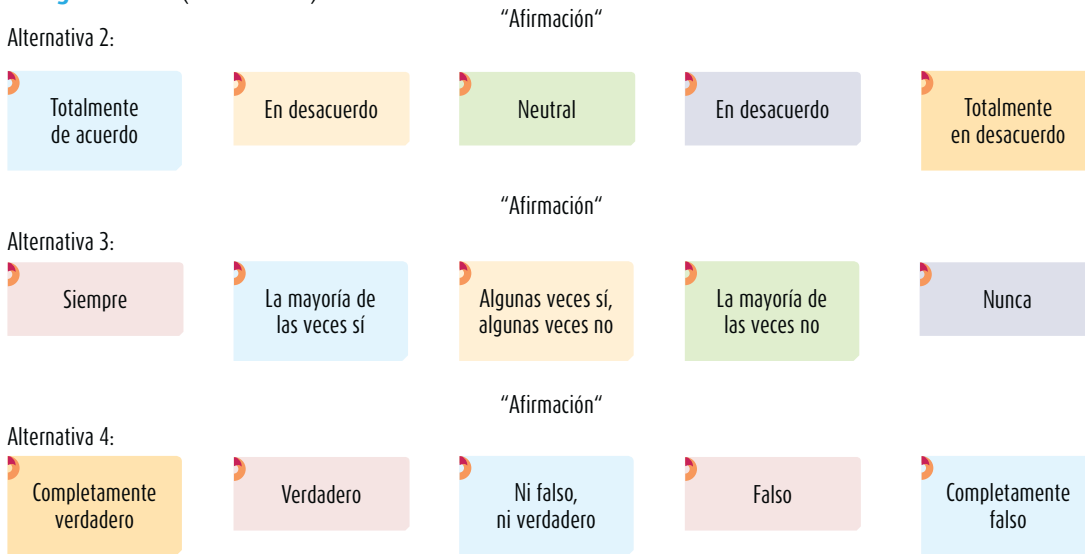 “Afirmación“
Alternativa 2:
Totalmente
de acuerdo
En desacuerdo
Neutral
En desacuerdo
Totalmente
en desacuerdo
“Afirmación“
Alternativa 3:
Siempre
La mayoría de
las veces sí
Algunas veces sí,
algunas veces no
La mayoría de
las veces no
Nunca
“Afirmación“
Alternativa 4:
Completamente
verdadero
Verdadero
Ni falso,
ni verdadero
Falso
Completamente
falso